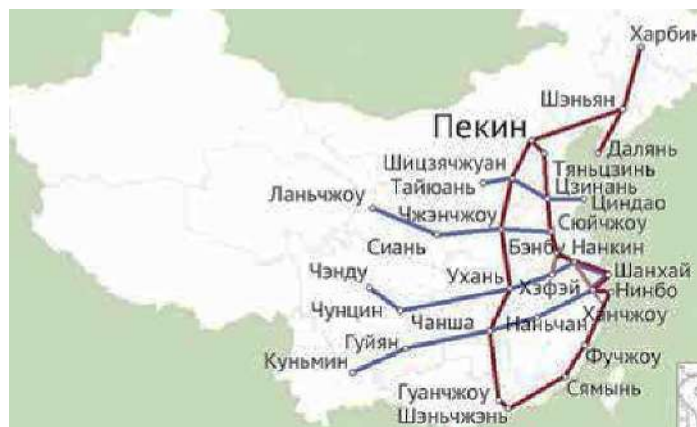 Харбин
Шэньян
Пекин
Далянь
Шицзячжуан
Тяньцзинь
Тайюань
Цзинань
Ланьчжоу
Циндао
Чжэнчжоу
Сюйчжоу
Сиань
Бэнбу
Нанкин
Чэнду
Ухань
Шанхай
Хэфэй
Нинбо
Чунцин
Чанша
Наньчан
Ханчжоу
Гуйян
Куньмин
Фучжоу
Сямынь
Гуанчжоу
Шэньчжэнь